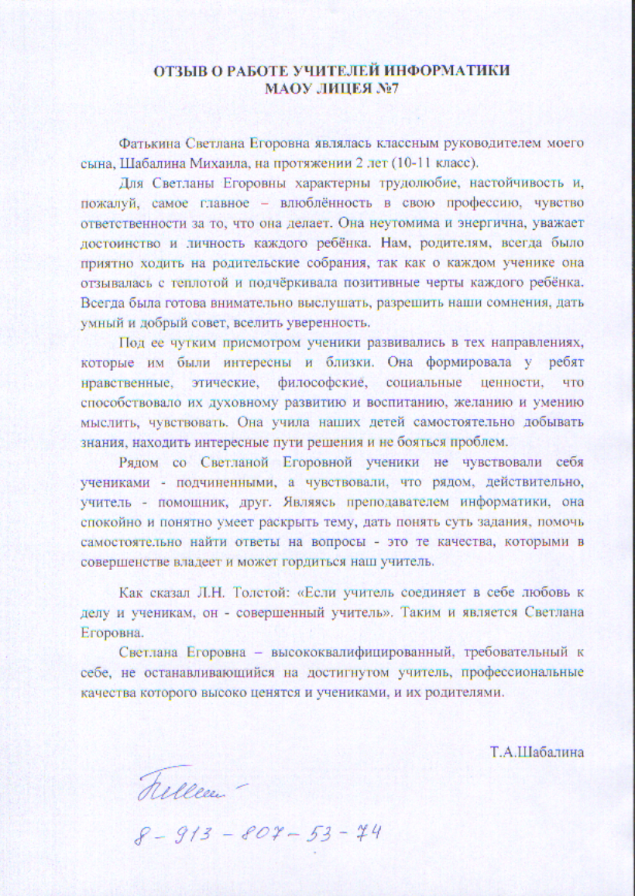 ОТЗЫВ О РАБОТЕ УЧИТЕЛЕЙ ИНФОРМАТИКИ
МАОУ ЛИЦЕЯ №7
Фатькина Светлана Егоровна являлась классным руководителем моего
сына, Шабалина Михаила, на протяжении 2 лет (10-11 класс).
Для Светланы Егоровны характерны трудолюбие, настойчивость и,
пожалуй, самое главное – влюблённость в свою профессию, чувство
ответственности за то, что она делает. Она неутомима и энергична, уважает
достоинство и личность каждого ребёнка. Нам, родителям, всегда было
приятно ходить на родительские собрания, так как о каждом ученике она
отзывалась с теплотой и подчёркивала позитивные черты каждого ребёнка.
Всегда была готова внимательно выслушать, разрешить наши сомнения, дать
умный и добрый совет, вселить уверенность.
Под ее чутким присмотром ученики развивались в тех направлениях,
которые им были интересны и близки. Она формировала у ребят
нравственные, этические, философские, социальные ценности, что
способствовало их духовному развитию и воспитанию, желанию и умению
мыслить, чувствовать. Она учила наших детей самостоятельно добывать
знания, находить интересные пути решения и не бояться проблем.
Рядом со Светланой Егоровной ученики не чувствовали себя
учениками - подчиненными, а чувствовали, что рядом, действительно,
учитель - помощник, друг. Являясь преподавателем информатики, она
спокойно и понятно умеет раскрыть тему, дать понять суть задания, помочь
самостоятельно найти ответы на вопросы - это те качества, которыми в
совершенстве владеет и может гордиться наш учитель.
Как сказал Л.Н. Толстой: «Если учитель соединяет в себе любовь к
делу и ученикам, он - совершенный учитель». Таким и является Светлана
Егоровна.
Светлана Егоровна – высококвалифицированный, требовательный к
себе, не останавливающийся на достигнутом учитель, профессиональные
качества которого высоко ценятся и учениками, и их родителями.
Т.А.Шабалина
8 - 913 - 807 - 53 - 74